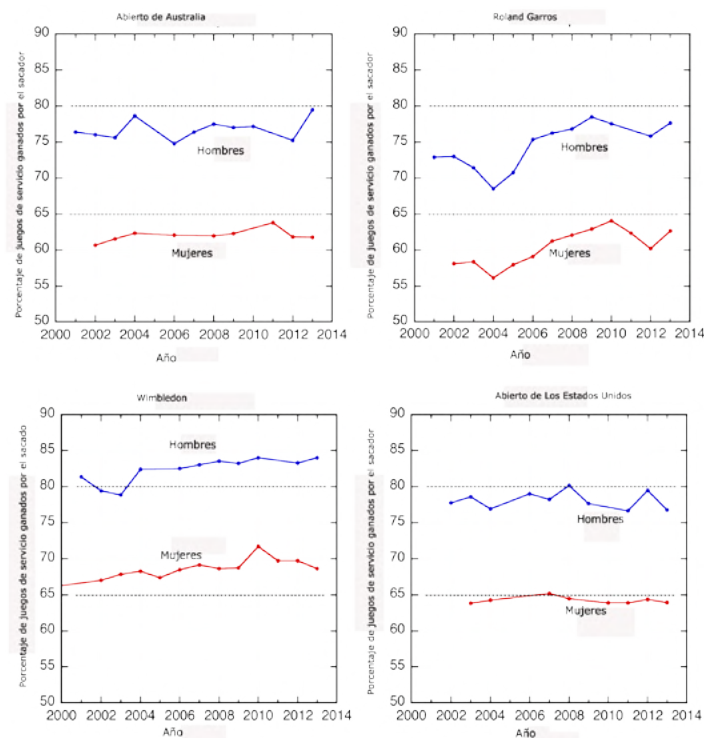 Abierto de Australia
Porcentaje de juegos de servicio ganados por el sacador
90
85
80
75
70
65
60
55
50
Hombres
Mujeres
2000 2002 2004 2006 2008 2010 2012 2014
Año
Roland Garros
Porcentaje de juegos de servicio ganados por el sacador
90
85
80
75
70
65
60
55
50
Hombres
Mujeres
2000 2002 2004 2006 2008 2010 2012 2014
Año
Wimbledon
Porcentaje de juegos de servicio ganados por el sacado
90
85
80
75
70
65
60
55
50
Hombres
Mujeres
2000 2002 2004 2006 2008 2010 2012 2014
Año
Abierto de Los Estados Unidos
Porcentaje de juegos de servicio ganados por el sacador
90
85
80
75
70
65
60
55
50
Hombres
Mujeres
2000 2002 2004 2006 2008 2010 2012 2014
Año